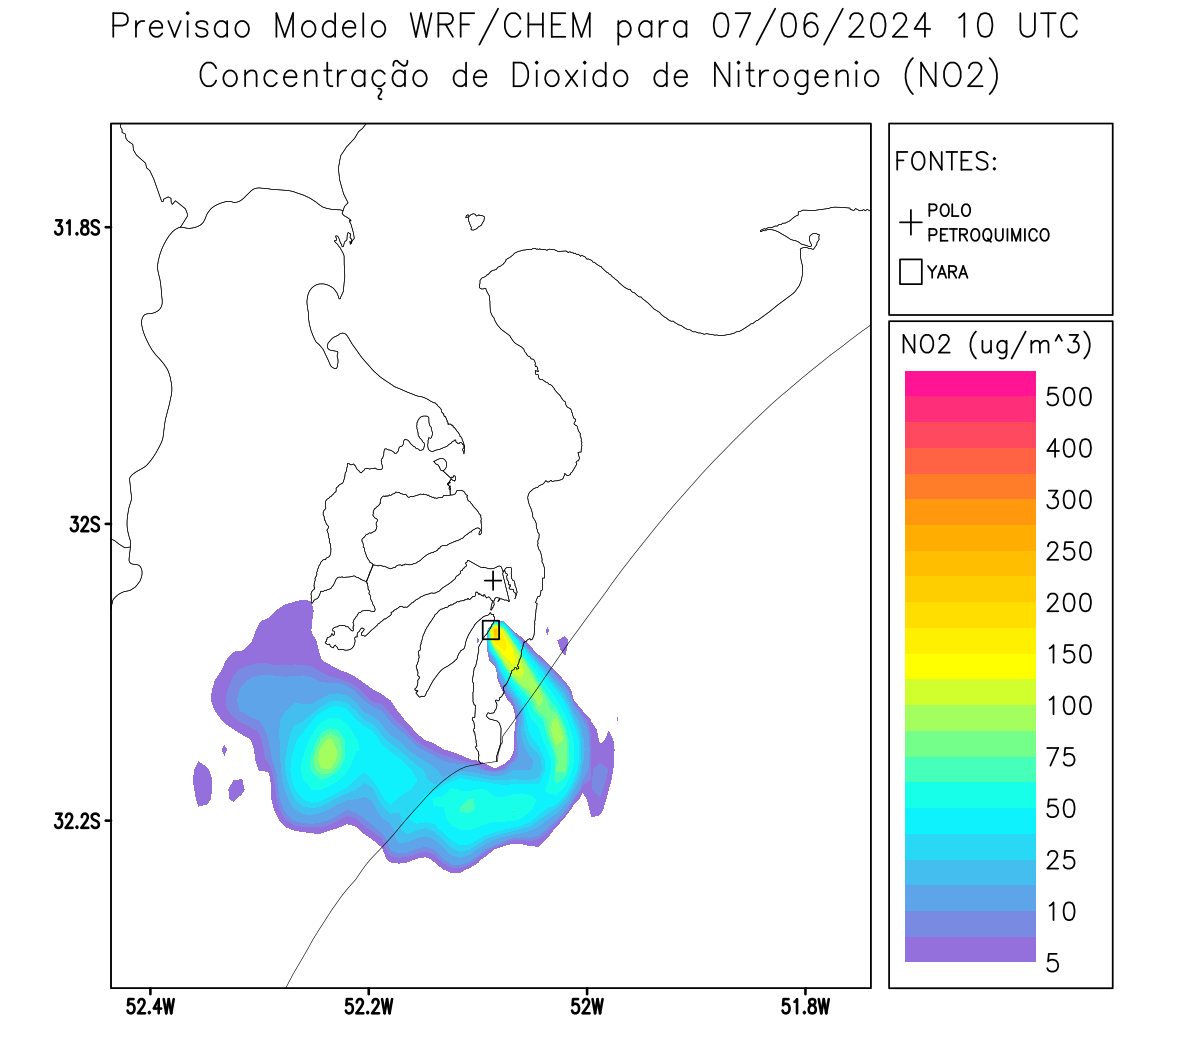 Previsao Modelo WRF/CHEM para 07/06/2024 10 UTC
Concentração de Dioxido de Nitrogenio (NO2)
FONTES:
POLO
PETROQUIMICO
YARA
NO2 (ug/m^3)
500
400
300
250
200
150
100
75
50
25
10
5
31.8S
32S
32.2S
52.4W
52.2W
52W
51.8W